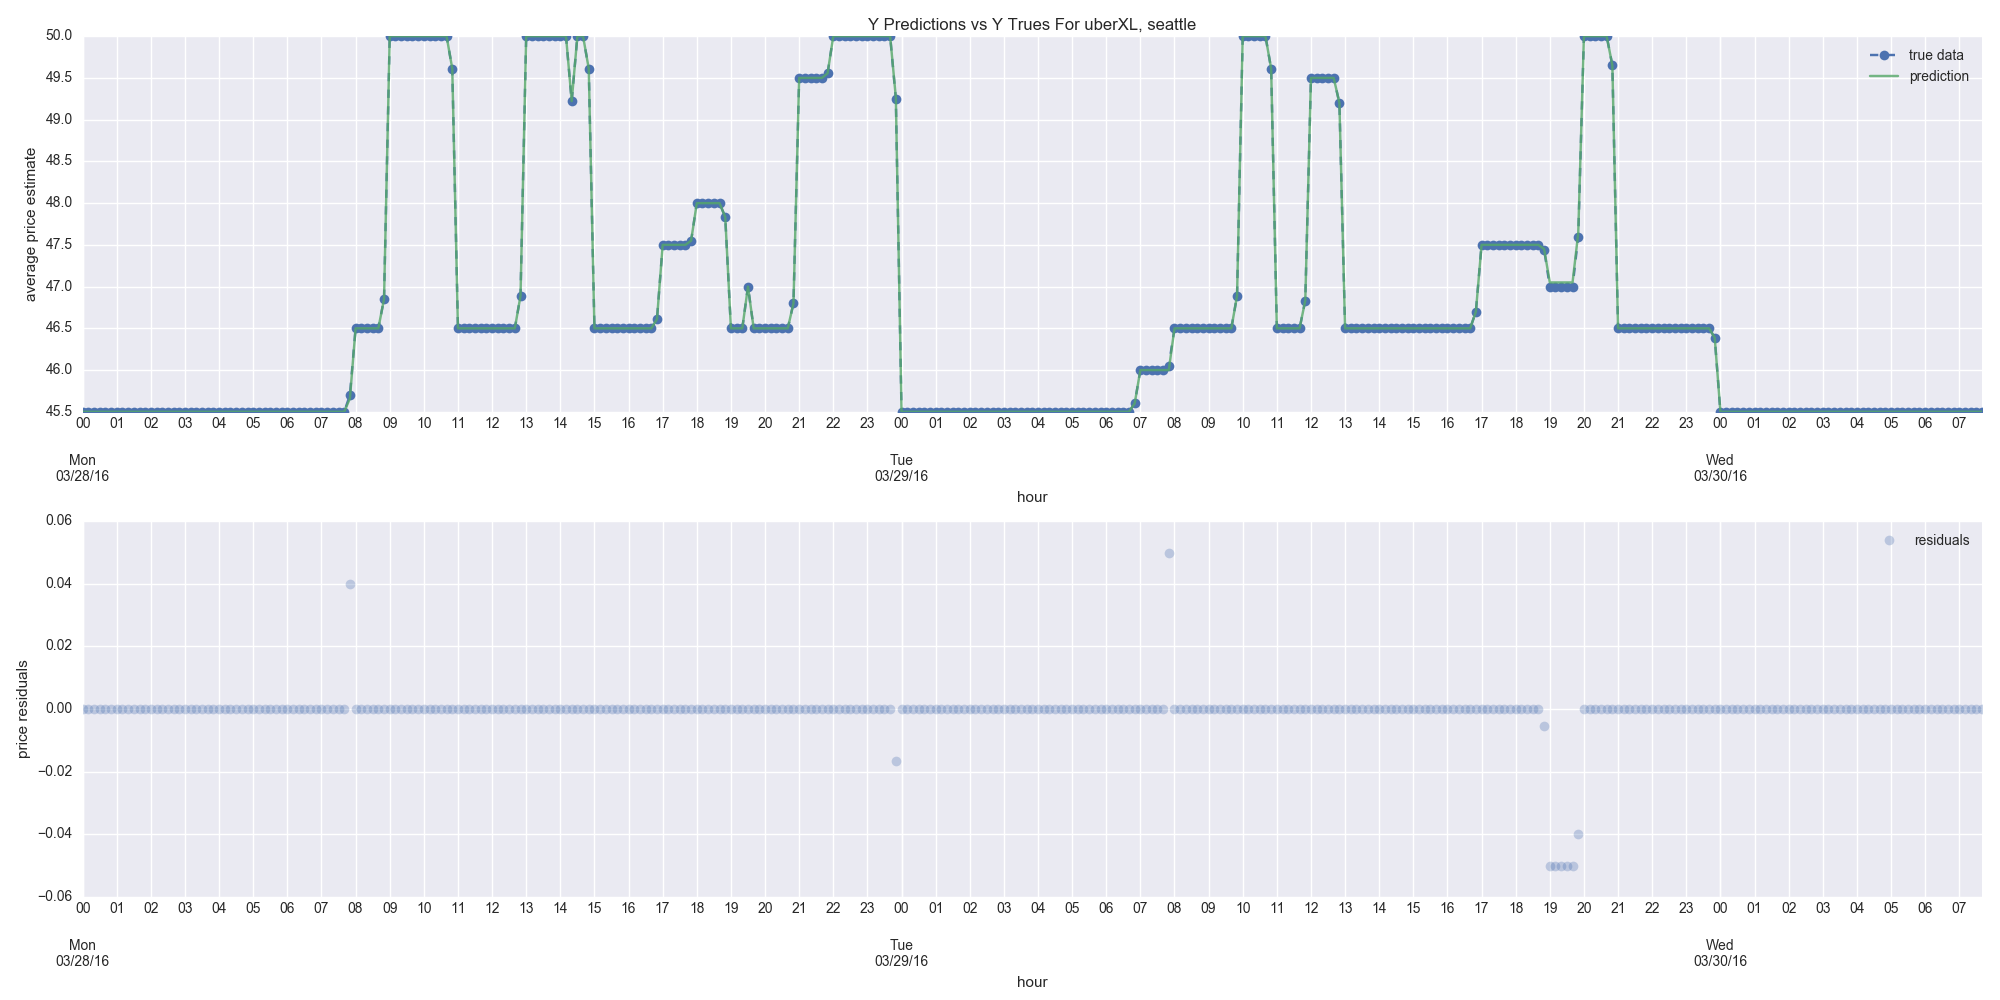 Y Predictions vs Y Trues For uberXL, seattle
50.0
49.5
49.0
48.5
48.0
47.5
47.0
46.5
46.0
45.5
average price estimate
true data
prediction
00 01 02 03 04 05 06 07 08 09 10 11 12 13 14 15 16 17 18 19 20 21 22 23 00 01 02 03 04 05 06 07 08 09 10 11 12 13 14 15 16 17 18 19 20 21 22 23 00 01 02 03 04 05 06 07
Mon Tue Wed
03/28/16 03/29/16 03/30/16
hour
0.06
0.04
0.02
0.00
−0.02
−0.04
−0.06
price residuals
residuals
00 01 02 03 04 05 06 07 08 09 10 11 12 13 14 15 16 17 18 19 20 21 22 23 00 01 02 03 04 05 06 07 08 09 10 11 12 13 14 15 16 17 18 19 20 21 22 23 00 01 02 03 04 05 06 07
Mon Tue Wed
03/28/16 03/29/16 03/30/16
hour